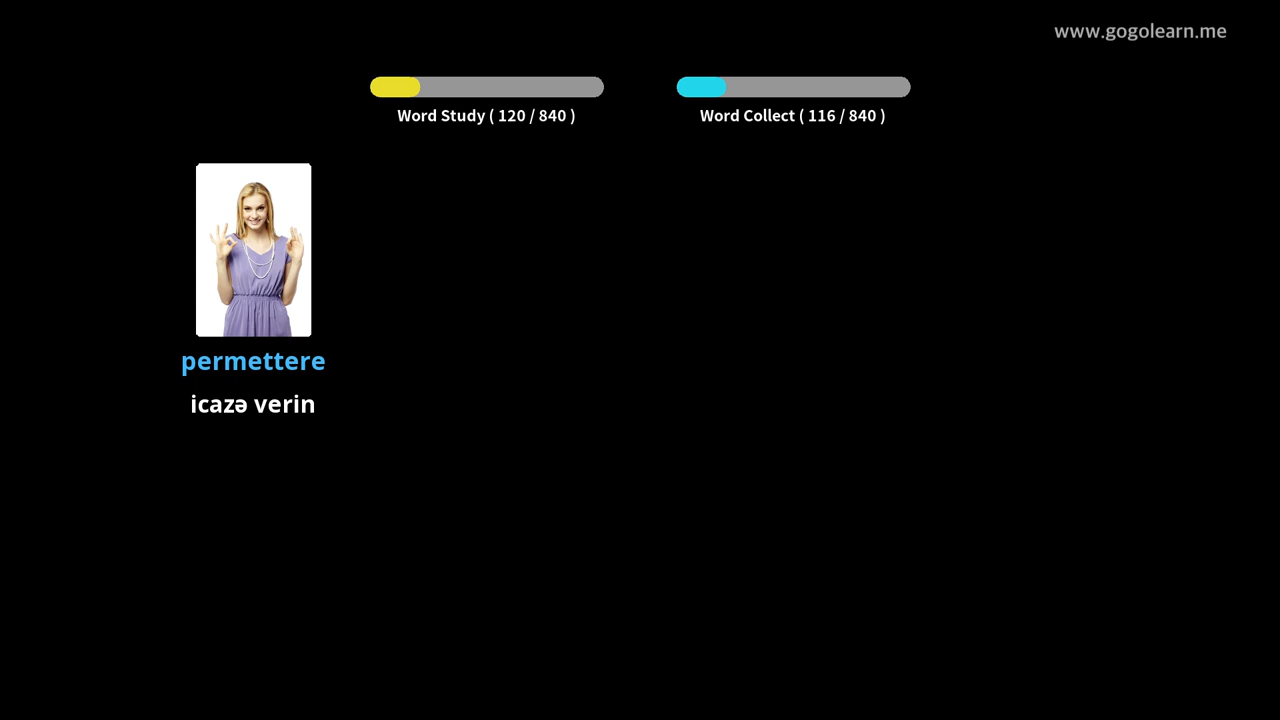 www.gogolearn.me
Word Study ( 120 / 840 )
Word Collect ( 116 / 840 )
permettere
icazə verin